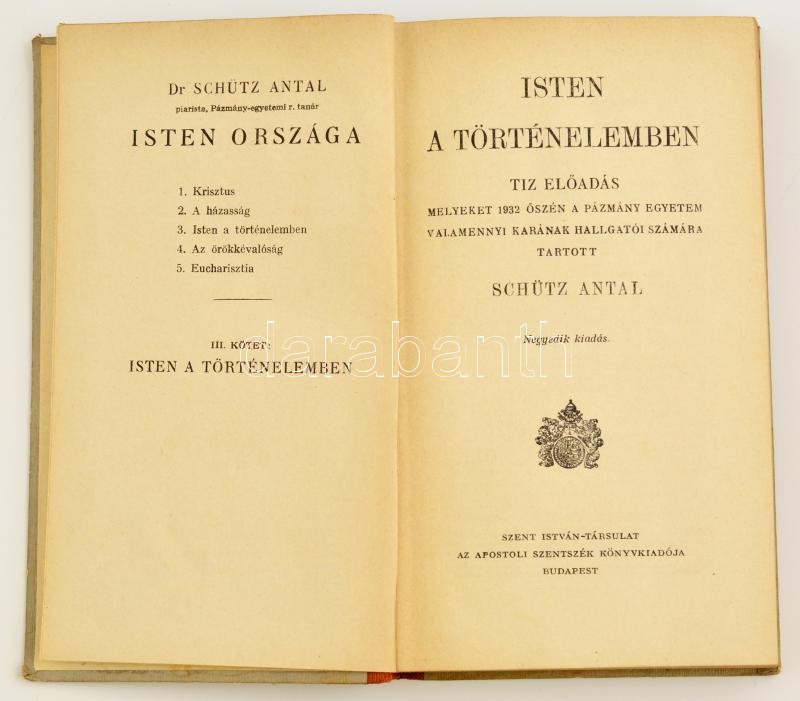 Dr SCHÜTZ ANTAL
piarista, Pázmány-egyetemi r. tanár
ISTEN ORSZÁGA
1. Krisztus
2. A házasság
3. Isten a történelemben
4. Az örökkévalóság
5. Eucharisztia
III. KÖTET:
ISTEN A TÖRTÉNELEMBEN
ISTEN
A TÖRTÉNELEMBEN
TIZ ELŐADÁS
MELYEKET 1932 ŐSZÉN A PÁZMÁNY EGYETEM
VALAMENNYI KARÁNAK HALLGATÓI SZÁMÁRA
TARTOTT
SCHÜTZ ANTAL
Negyedik kiadás.
SZENT ISTVÁN-TÁRSULAT
AZ APOSTOLI SZENTSZÉK KÖNYVKIADÓJA
BUDAPEST
darabanth